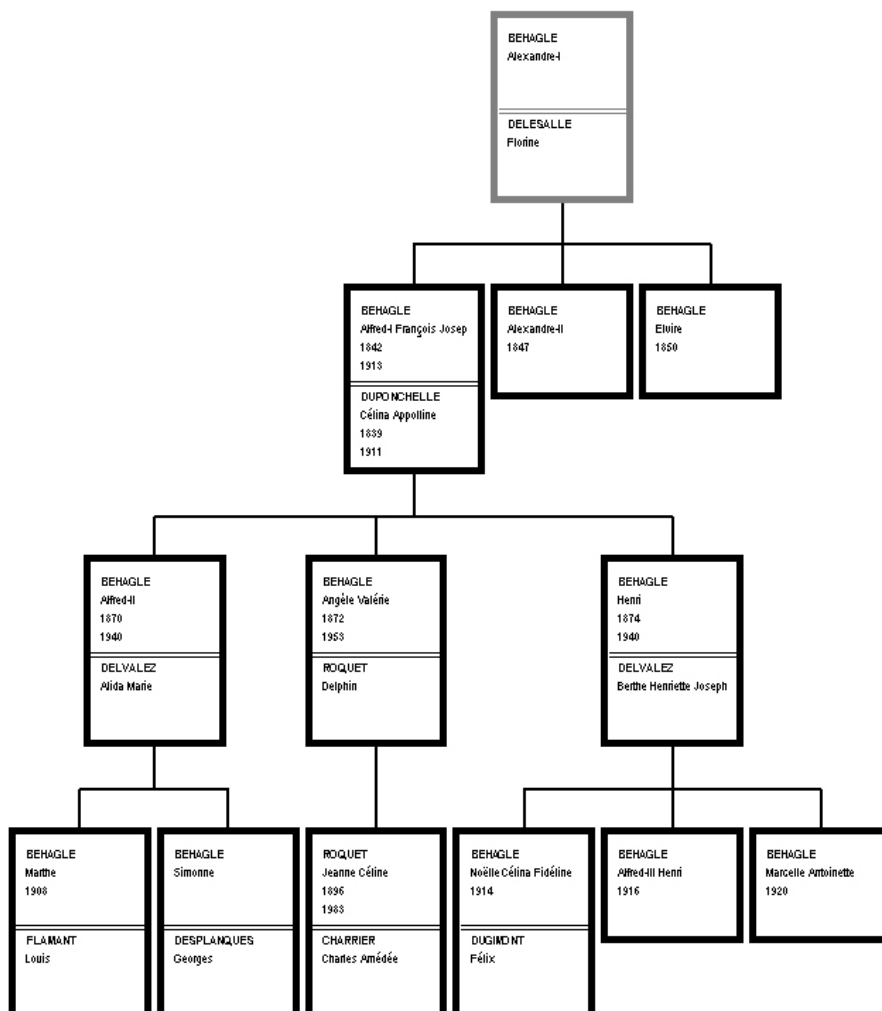 BEHAGLE
Alexandre-I
DELESALLE
Florine
BEHAGLE
Alfred-I François Josep
1842
1913
DUPONCHELLE
Célina Appolline
1839
1911
BEHAGLE
Alexandre-II
1847
BEHAGLE
Elvire
1850
BEHAGLE
Alfred-II
1870
1940
DELVALEZ
Alida Marie
BEHAGLE
Angèle Valérie
1872
1953
ROQUET
Delphin
BEHAGLE
Henri
1874
1940
DELVALEZ
Berthe Henriette Joseph
BEHAGLE
Marthe
1908
FLAMANT
Louis
BEHAGLE
Simonne
DESPLANQUES
Georges
ROQUET
Jeanne Céline
1896
1983
CHARRIER
Charles Amédée
BEHAGLE
Noëlle Célina Fidéline
1914
DUGIMONT
Félix
BEHAGLE
Alfred-III Henri
1916
BEHAGLE
Marcelle Antoinette
1920